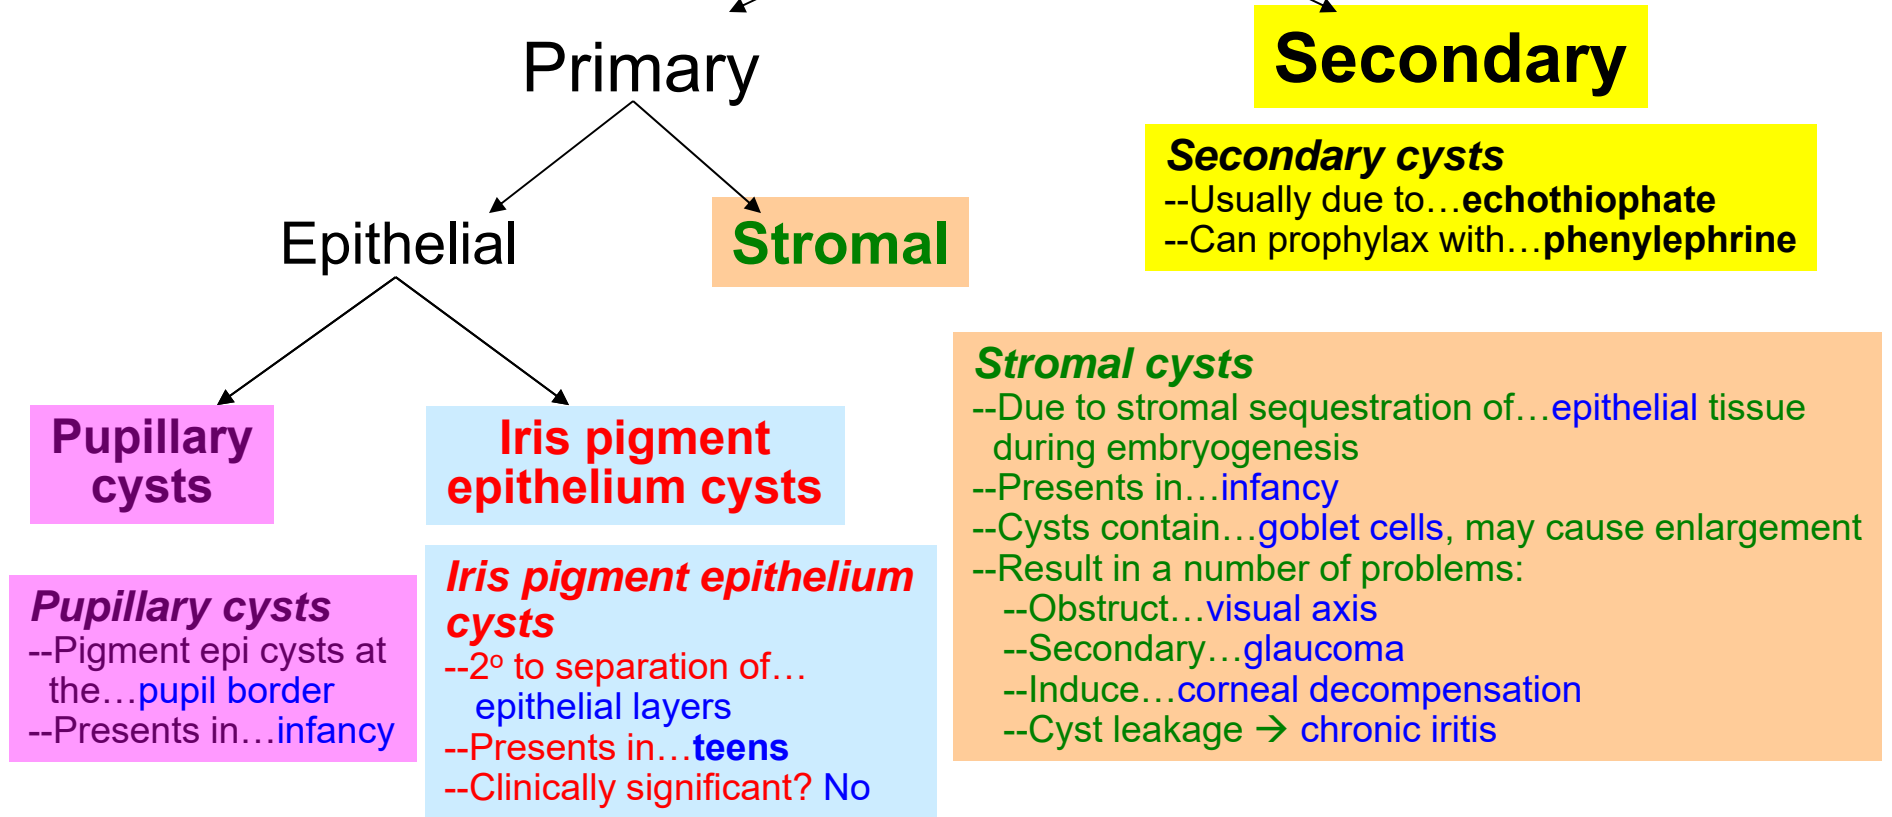 Primary
Secondary
Secondary cysts
--Usually due to…echothiophate
--Can prophylax with…phenylephrine
Epithelial
Stromal
Pupillary
cysts
Iris pigment
epithelium cysts
Pupillary cysts
--Pigment epi cysts at
the…pupil border
--Presents in…infancy
Iris pigment epithelium
cysts
--2º to separation of…
epithelial layers
--Presents in…teens
--Clinically significant? No
Stromal cysts
--Due to stromal sequestration of…epithelial tissue
during embryogenesis
--Presents in…infancy
--Cysts contain…goblet cells, may cause enlargement
--Result in a number of problems:
--Obstruct…visual axis
--Secondary…glaucoma
--Induce…corneal decompensation
--Cyst leakage → chronic iritis